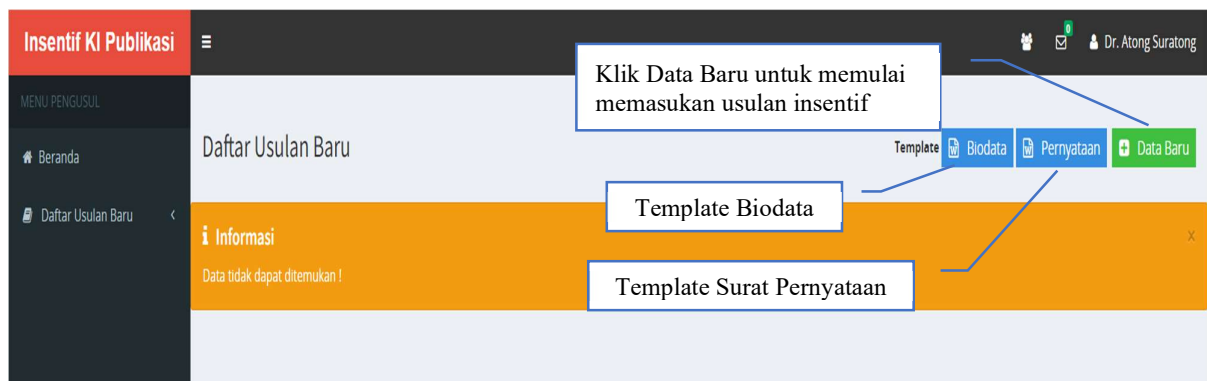 Insentif KI Publikasi
0
Dr. Atong Suratong
Klik Data Baru untuk memulai
memasukan usulan insentif
MENU PENGUSUL
Beranda
Daftar Usulan Baru
Daftar Usulan Baru
Template Biodata Pernyataan Data Baru
Template Biodata
Informasi
Data tidak dapat ditemukan !
X
Template Surat Pernyataan